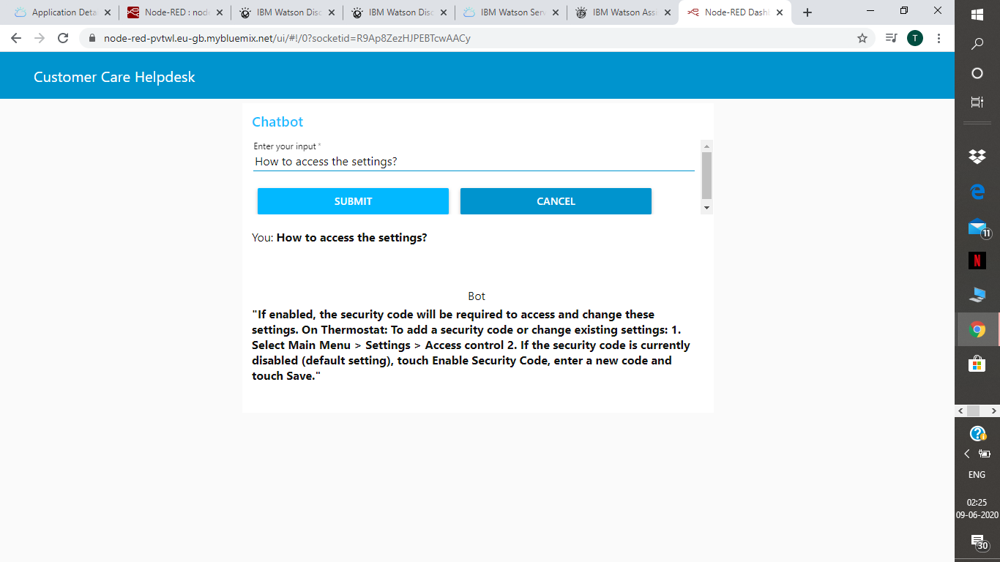 Application Deta
Node-RED : node
IBM Watson Disc
IBM Watson Disc
IBM Watson Serv
IBM Watson Assi
Node-RED Dash
node-red-pvtwl.eu-gb.mybluemix.net/ui/#!/0?socketid=R9Ap8ZezHJPEBTcwAACy
T
Customer Care Helpdesk
Chatbot
Enter your input *
How to access the settings?
SUBMIT
CANCEL
You: How to access the settings?
Bot
"If enabled, the security code will be required to access and change these
settings. On Thermostat: To add a security code or change existing settings: 1.
Select Main Menu > Settings > Access control 2. If the security code is currently
disabled (default setting), touch Enable Security Code, enter a new code and
touch Save."
11
N
ENG
02:25
09-06-2020
30